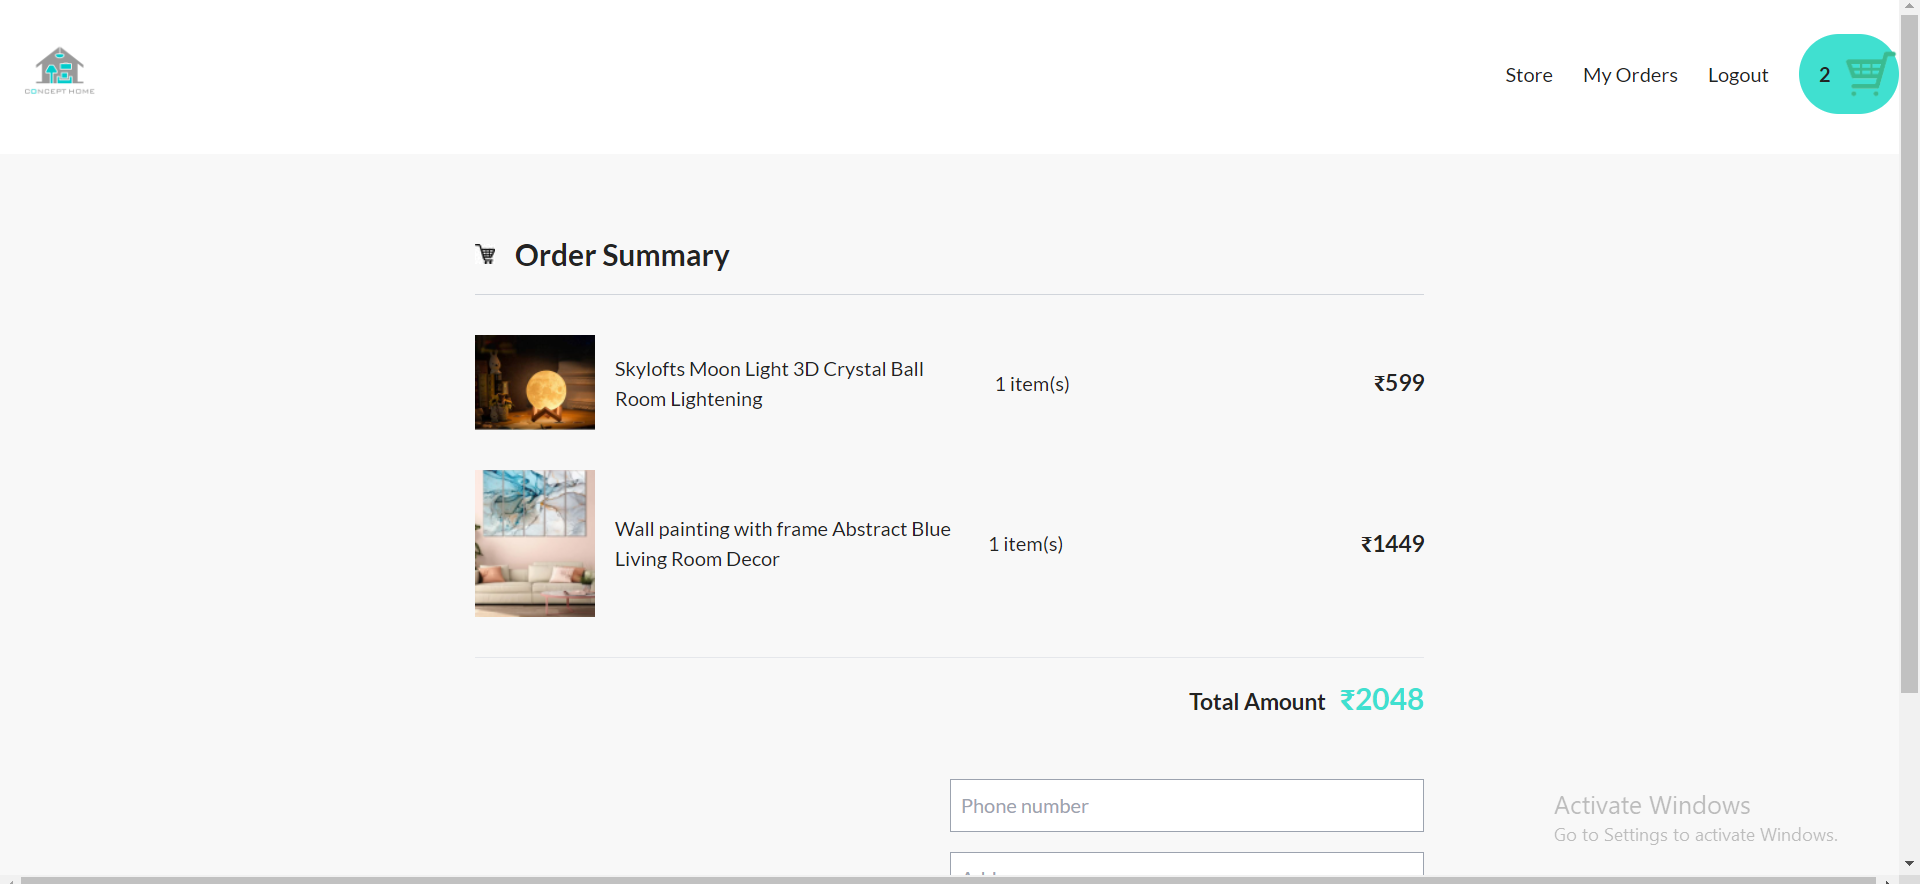 CONCEPT HOME
Store
My Orders
Logout
2
Order Summary
Skylofts Moon Light 3D Crystal Ball
Room Lightening
1 item(s)
₹599
Wall painting with frame Abstract Blue
Living Room Decor
1 item(s)
₹1449
Total Amount ₹2048
Phone number
Activate Windows
Go to Settings to activate Windows.